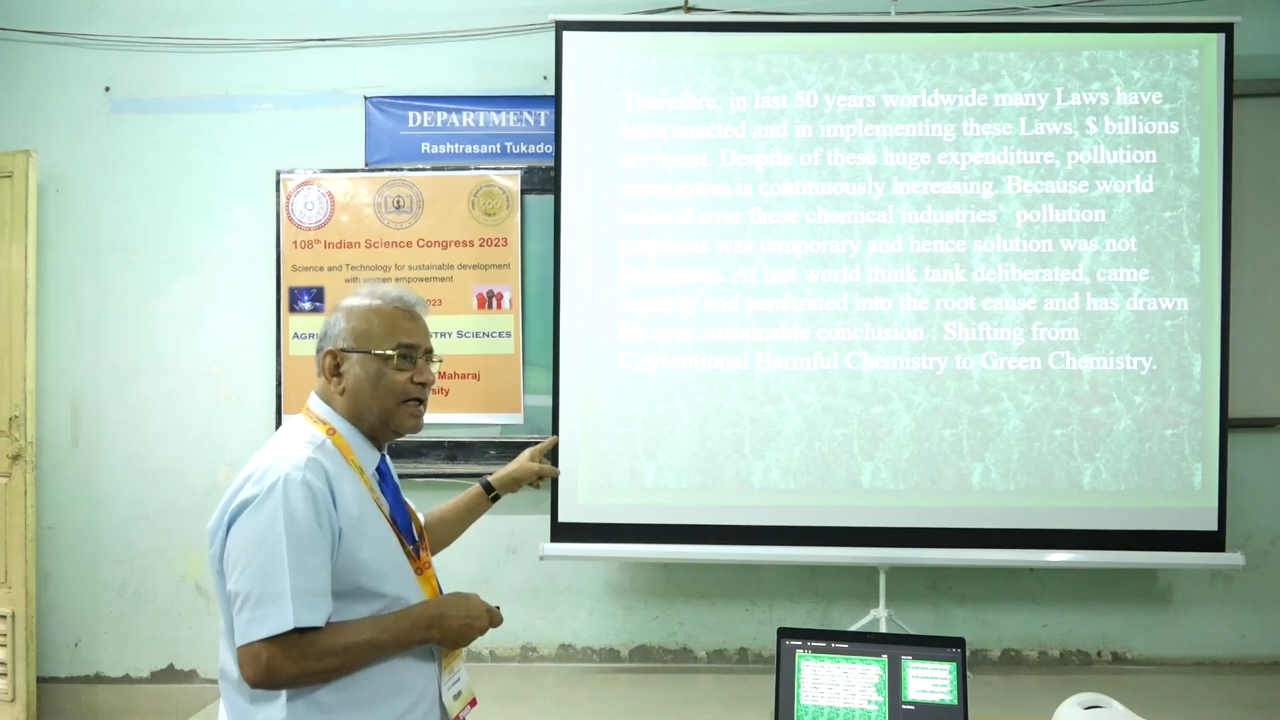 DEPARTMENT
Rashtrasant Tukado
108th Indian Science Congress 2023
Science and Technology for sustainable development
with women empowerment
023
AGRI STRY SCIENCES
Maharaj
sity
Therefore, in last 50 years worldwide many Laws have
been enacted and in implementing these Laws, $ billions
are spent. Despite of these huge expenditure, pollution
is continuously increasing. Because world
over these chemical industries' pollution
was temporary and hence solution was not
At last world think tank deliberated, came
and penetrated into the root cause and has drawn
sustainable conclusion : Shifting from
Conventional Harmful Chemistry to Green Chemistry.